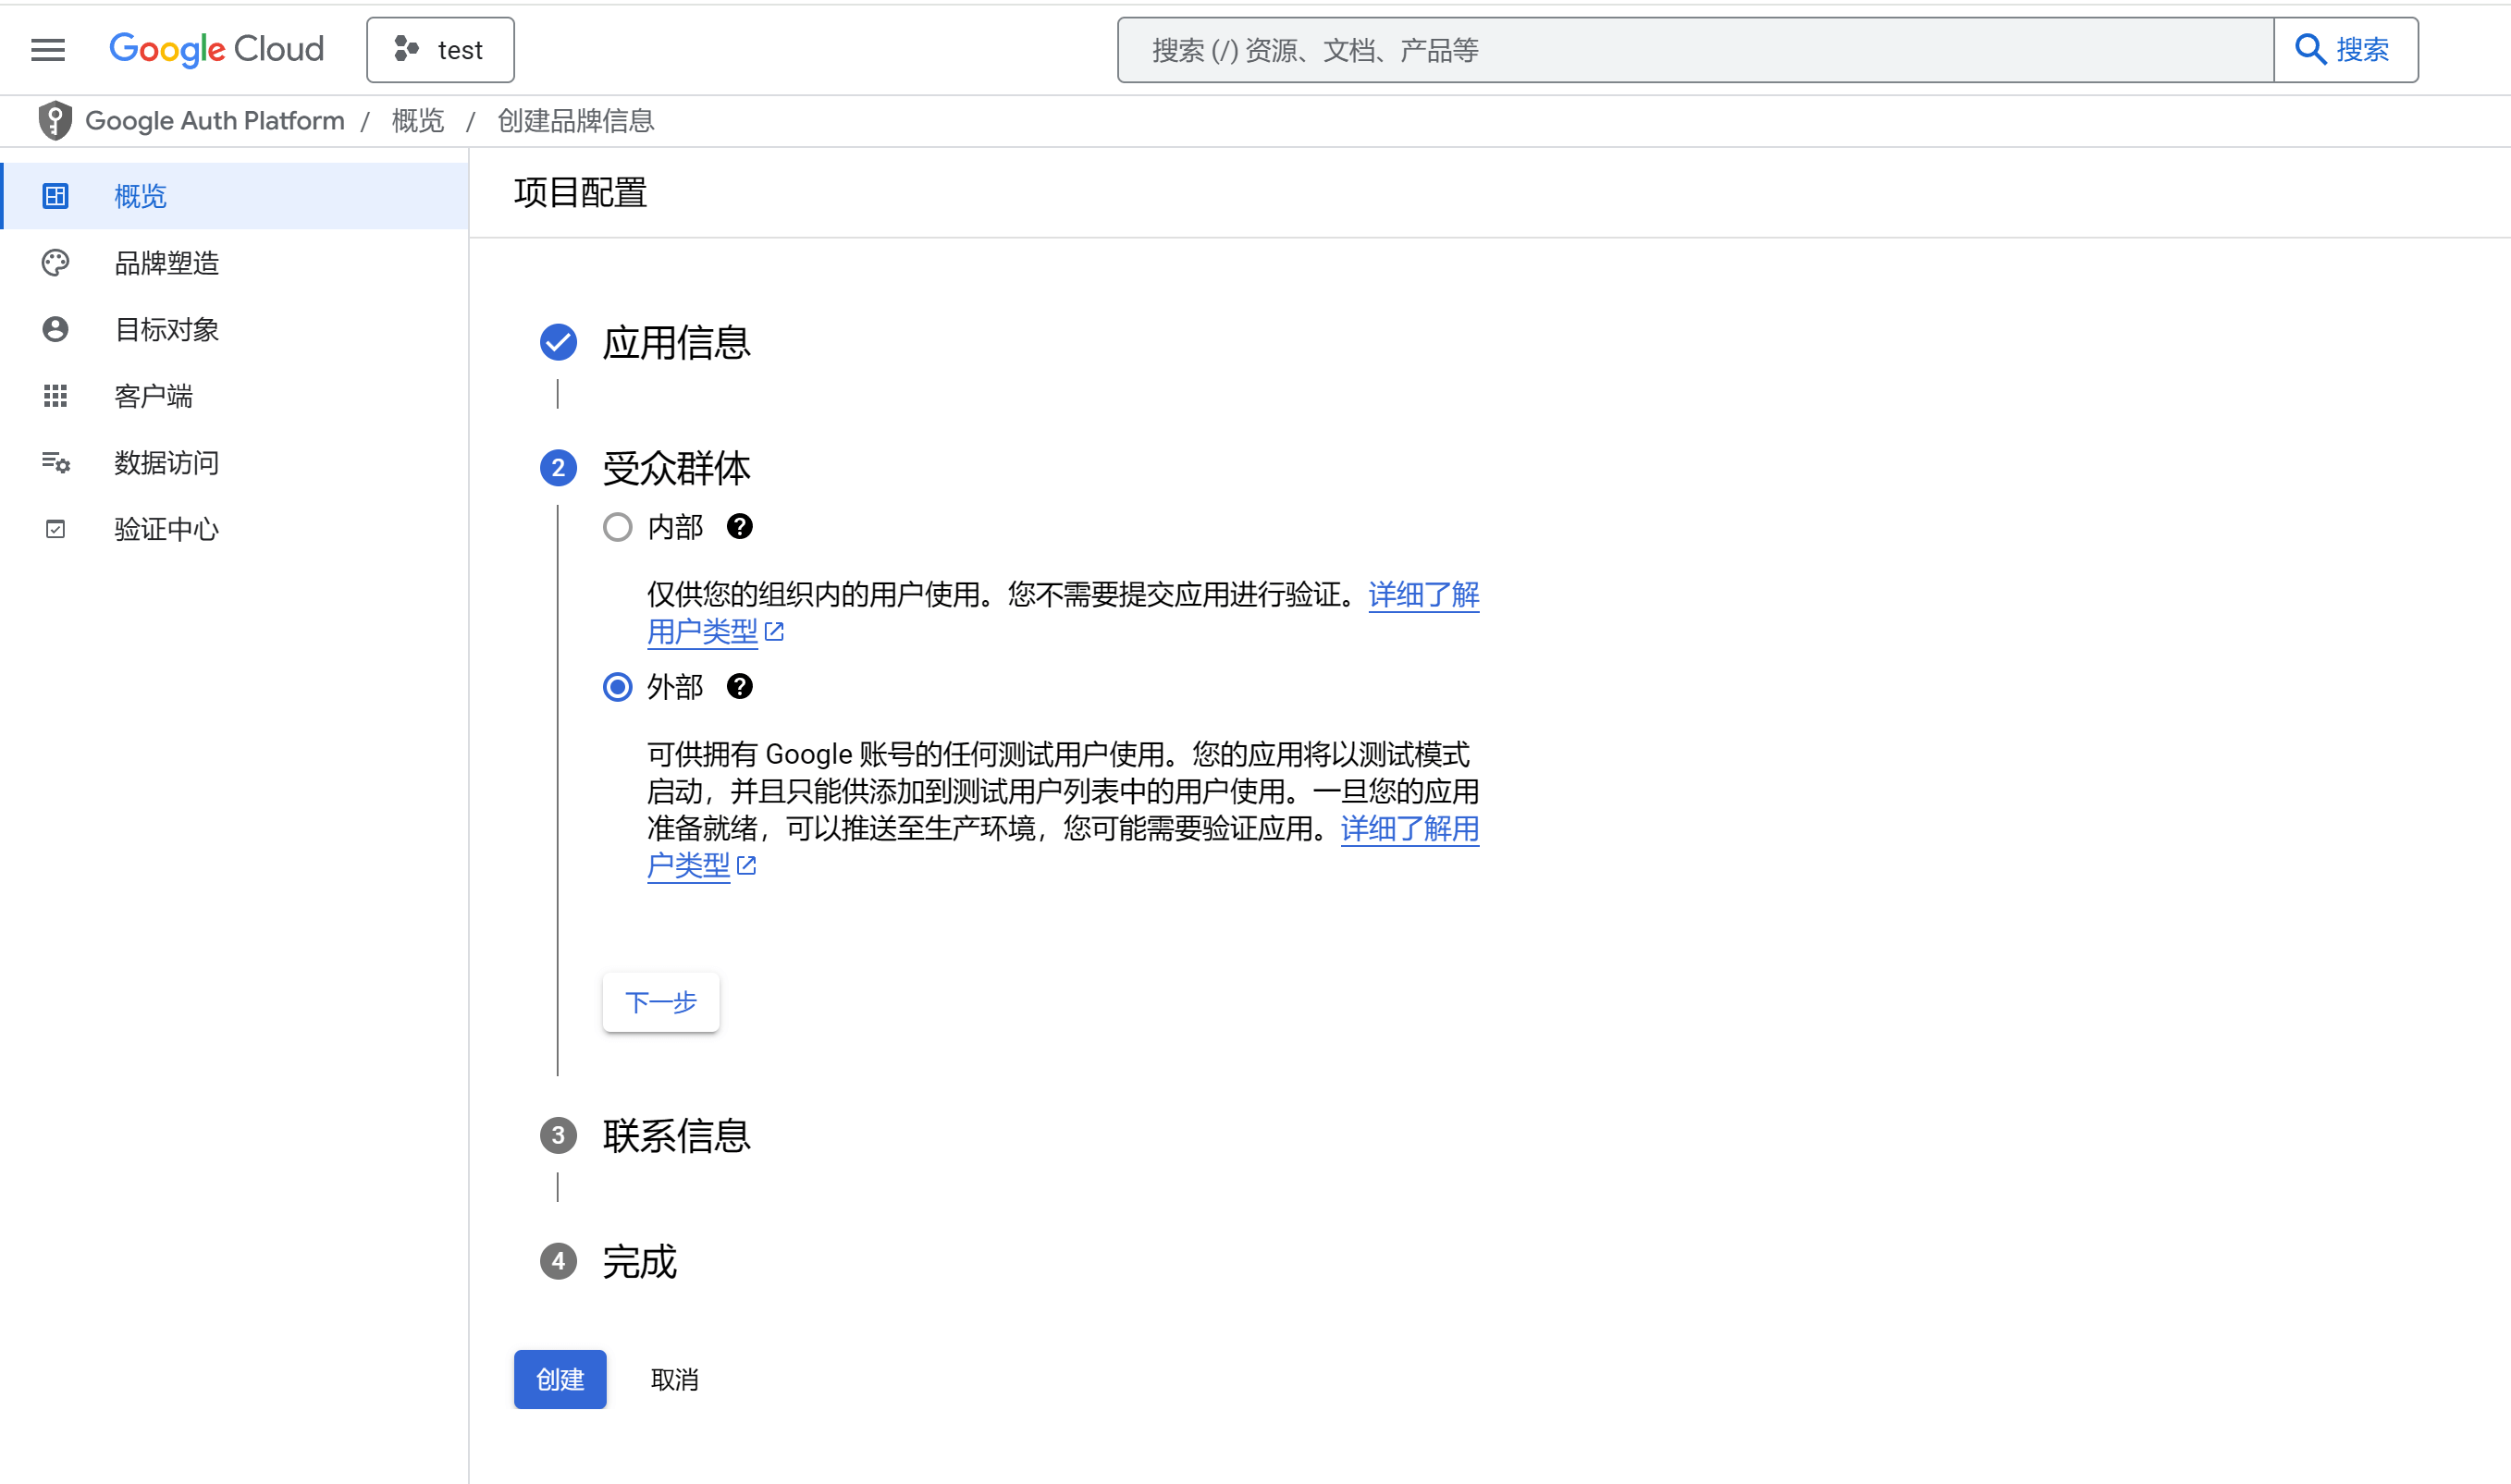 Google Cloud
test
搜索 (/) 资源、文档、产品等
搜索
Google Auth Platform / 概览 / 创建品牌信息
概览
品牌塑造
目标对象
客户端
数据访问
验证中心
项目配置
应用信息
2 受众群体
内部
仅供您的组织内的用户使用。您不需要提交应用进行验证。详细了解
用户类型
外部
可供拥有 Google 账号的任何测试用户使用。您的应用将以测试模式
启动，并且只能供添加到测试用户列表中的用户使用。一旦您的应用
准备就绪，可以推送至生产环境，您可能需要验证应用。详细了解用
户类型
下一步
3 联系信息
4 完成
创建
取消